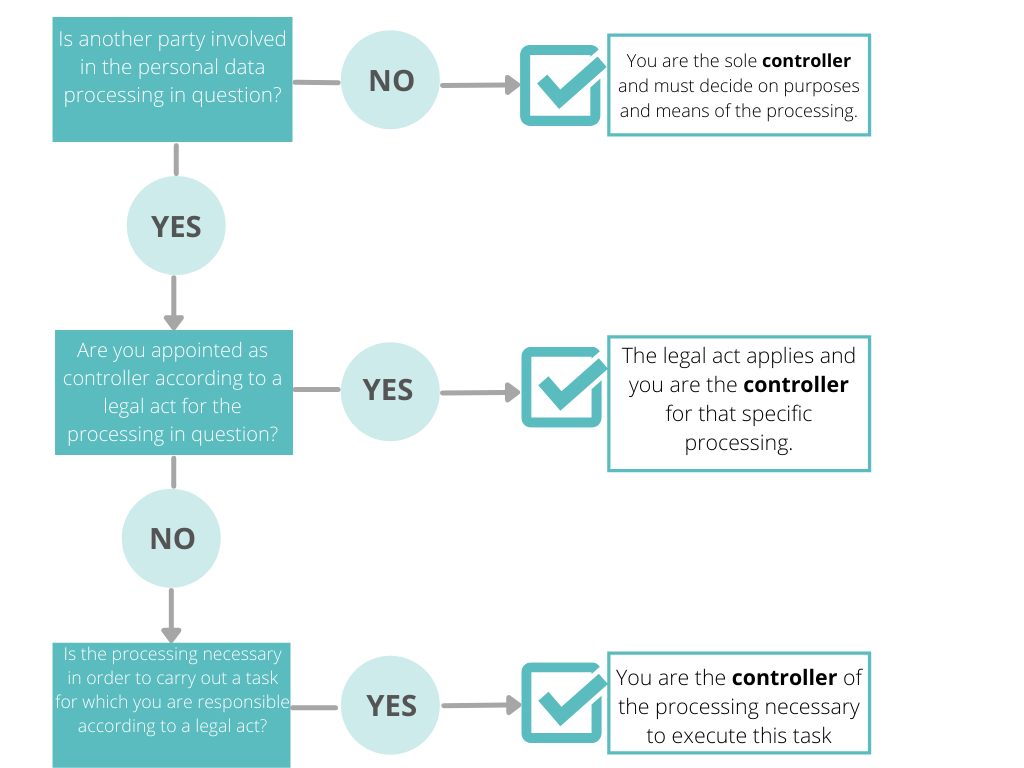 Is another party involved
in the personal data
processing in question?
NO
You are the sole controller
and must decide on purposes
and means of the processing.
YES
Are you appointed as
controller according to a
legal act for the
processing in question?
YES
The legal act applies and
you are the controller
for that specific
processing.
NO
Is the processing necessary
in order to carry out a task
for which you are responsible
according to a legal act?
YES
You are the controller of
the processing necessary
to execute this task